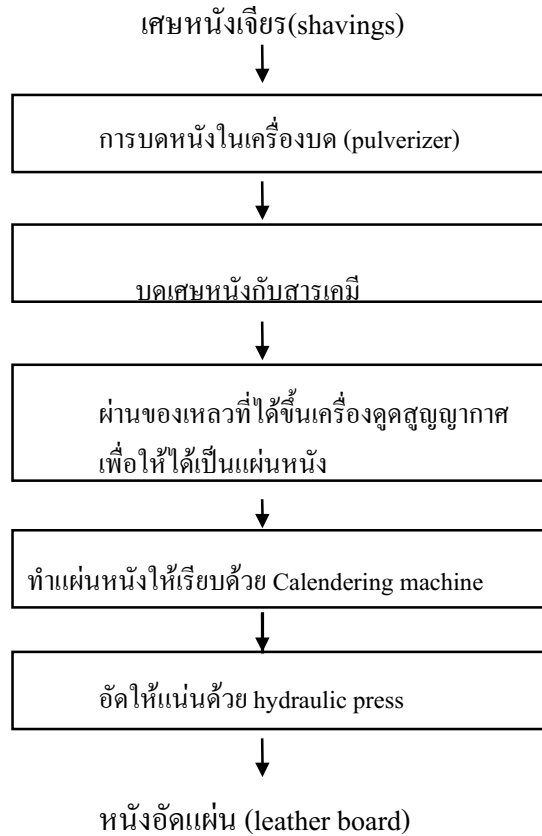 เศษหนังเจียร(shavings)
การบดหนังในเครื่องบด (pulverizer)
บดเศษหนังกับสารเคมี
ผ่านของเหลวที่ได้ขึ้นเครื่องดูดสูญญากาศ
เพื่อให้ได้เป็นแผ่นหนัง
ทำแผ่นหนังให้เรียบด้วย Calendering machine
อัดให้แน่นด้วย hydraulic press
หนังอัดแผ่น (leather board)